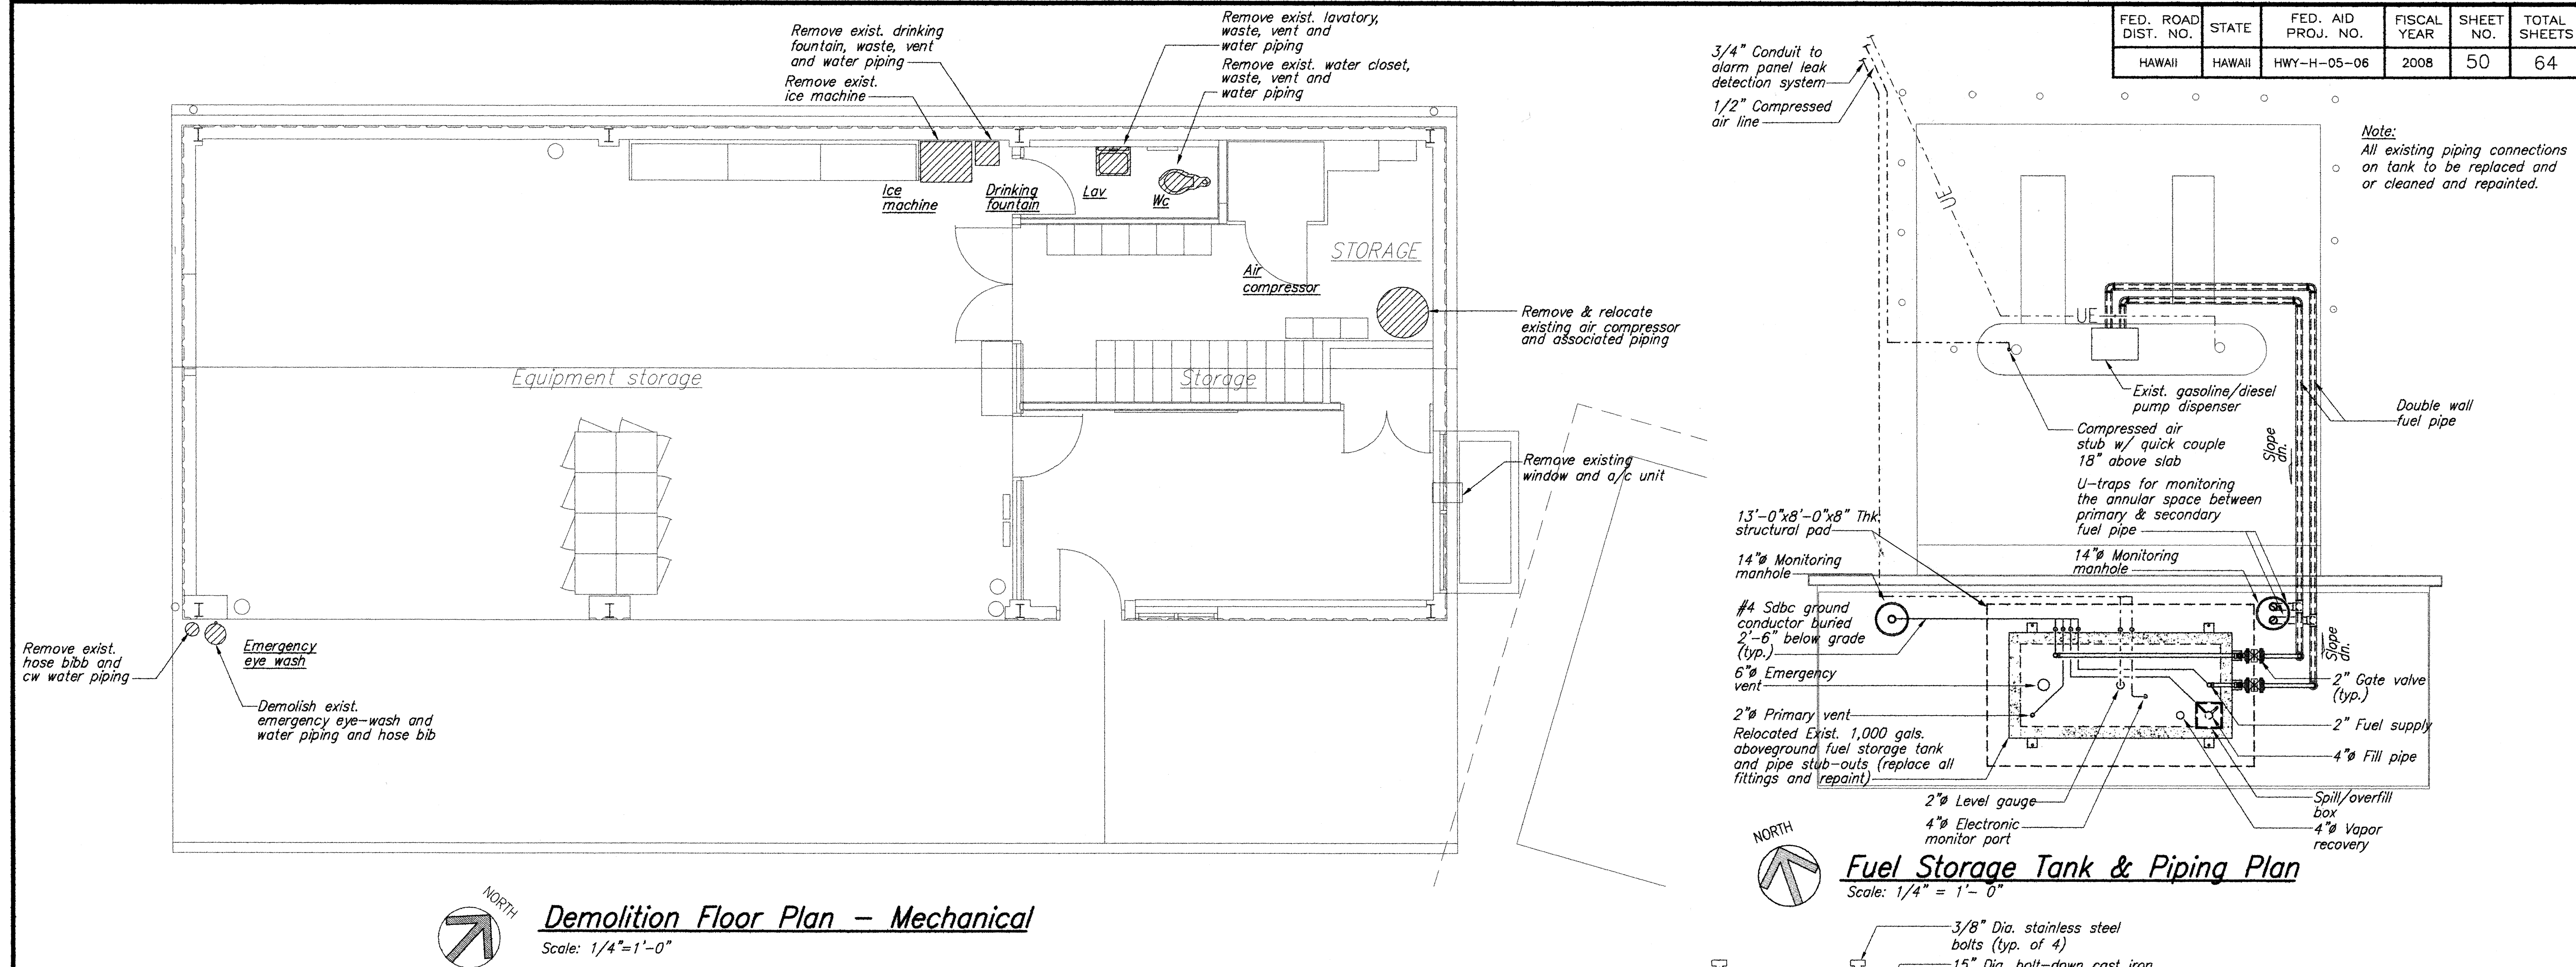 FED. ROAD DIST. NO.
STATE
FED. AID PROJ. NO.
FISCAL YEAR
SHEET NO.
TOTAL SHEETS
HAWAII
HAWAII
HWY-H-05-06
2008
50
64
Remove exist. drinking
fountain, waste, vent
and water piping
Remove exist.
ice machine
Remove exist. lavatory,
waste, vent and
water piping
Remove exist. water closet,
waste, vent and
water piping
Ice
machine
Drinking
fountain
Lav
Wc
STORAGE
Air
compressor
Remove & relocate
existing air compressor
and associated piping
Equipment storage
Storage
Remove existing
window and a/c unit
Remove exist.
hose bibb and
cw water piping
Emergency
eye wash
Demolish exist.
emergency eye-wash and
water piping and hose bib
NORTH
Demolition Floor Plan - Mechanical
Scale: 1/4"=1'-0"
3/4" Conduit to
alarm panel leak
detection system
1/2" Compressed
air line
Note:
All existing piping connections
on tank to be replaced and
or cleaned and repainted.
UE
UE
Exist. gasoline/diesel
pump dispenser
Double wall
fuel pipe
Compressed air
stub w/ quick couple
18" above slab
Slope
dn.
U-traps for monitoring
the annular space between
primary & secondary
fuel pipe
13'-0"x8'-0"x8" Thk.
structural pad
14"ø Monitoring
manhole
14"ø Monitoring
manhole
#4 Sdbc ground
conductor buried
2'-6" below grade
(typ.)
Slope
dn.
6"ø Emergency
vent
2" Gate valve
(typ.)
2"ø Primary vent
2" Fuel supply
Relocated Exist. 1,000 gals.
aboveground fuel storage tank
and pipe stub-outs (replace all
fittings and repaint)
4"ø Fill pipe
2"ø Level gauge
4"ø Electronic
monitor port
Spill/overfill
box
4"ø Vapor
recovery
NORTH
Fuel Storage Tank & Piping Plan
Scale: 1/4" = 1'- 0"
3/8" Dia. stainless steel
bolts (typ. of 4)
15" Dia. bolt-down cast iron